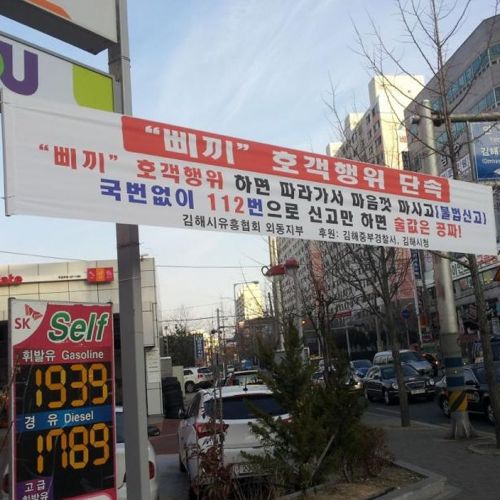 "삐끼" 호객행위 단속
"삐끼" 호객행위 하면 따라가서 마음껏 마시고(불법신고)
국번없이 112번으로 신고만 하면 술값은 공짜!
김해시유흥협회 외동지부 후원: 김해중부경찰서, 김해시청
U
SK
Self
휘발유 Gasoline
1939
경유 Diesel
1789
고급
휘발유